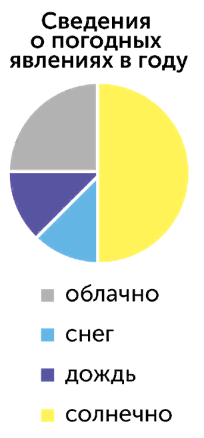 Сведения
о погодных
явлениях в году
облачно
снег
дождь
солнечно